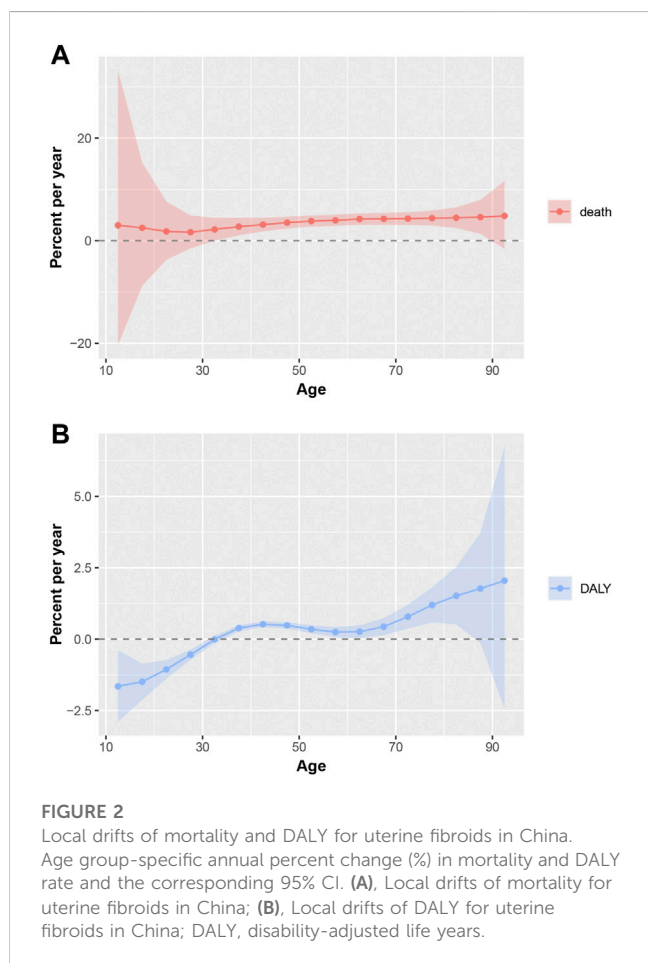 A
Percent per year
20
0
−20
10
30
50
70
90
Age
death
B
Percent per year
5.0
2.5
0.0
−2.5
10
30
50
70
90
Age
DALY
FIGURE 2
Local drifts of mortality and DALY for uterine fibroids in China.
Age group-specific annual percent change (%) in mortality and DALY
rate and the corresponding 95% CI. (A), Local drifts of mortality for
uterine fibroids in China; (B), Local drifts of DALY for uterine
fibroids in China; DALY, disability-adjusted life years.